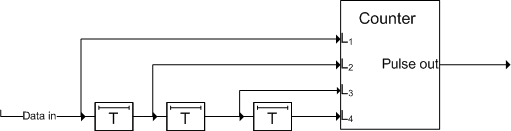 Counter
L1
L2
Pulse out
L3
Data in
T
T
T
L4